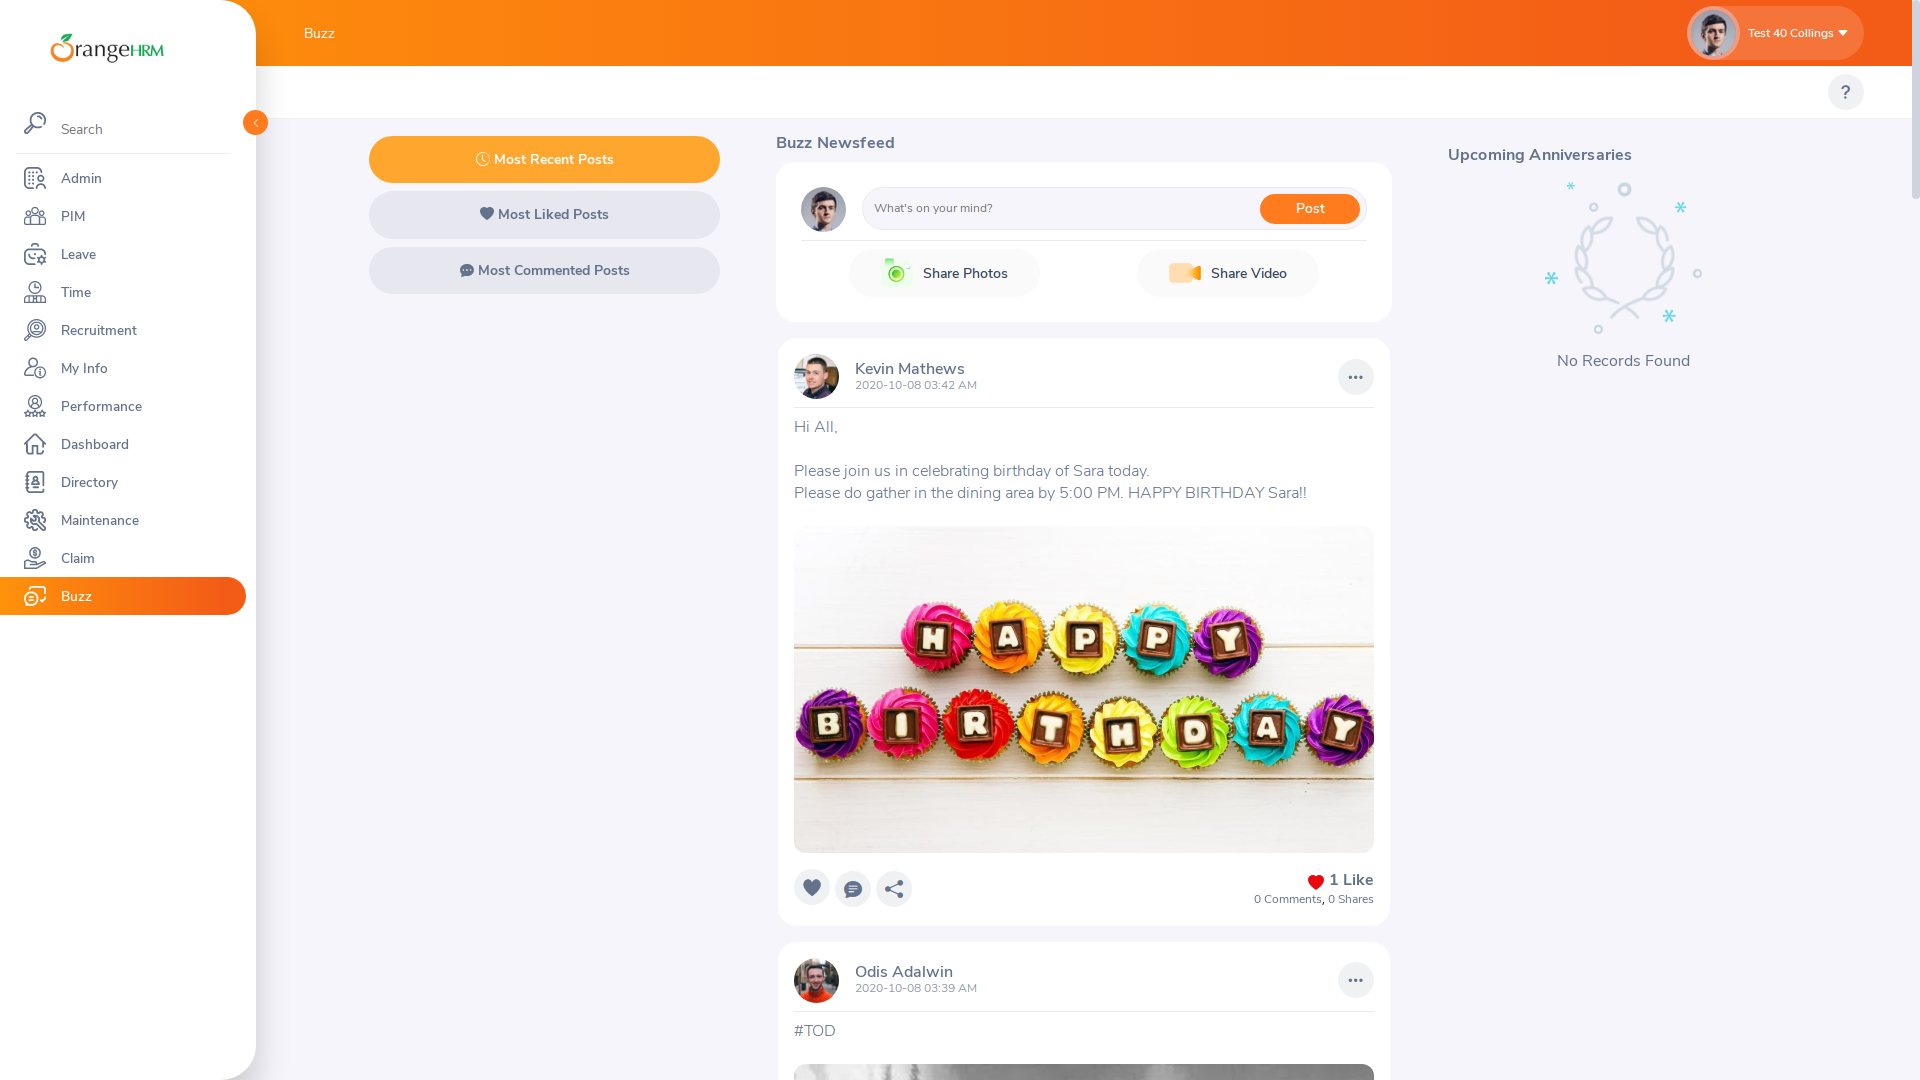 OrangeHRM
Search
Admin
PIM
Leave
Time
Recruitment
My Info
Performance
Dashboard
Directory
Maintenance
Claim
Buzz
Buzz
Test 40 Collings
?
Most Recent Posts
Most Liked Posts
Most Commented Posts
Buzz Newsfeed
What's on your mind?
Post
Share Photos
Share Video
Kevin Mathews
2020-10-08 03:42 AM
Hi All,
Please join us in celebrating birthday of Sara today.
Please do gather in the dining area by 5:00 PM. HAPPY BIRTHDAY Sara!!
HAPPY
BIRTHDAY
1 Like
0 Comments, 0 Shares
Odis Adalwin
2020-10-08 03:39 AM
#TOD
Upcoming Anniversaries
No Records Found